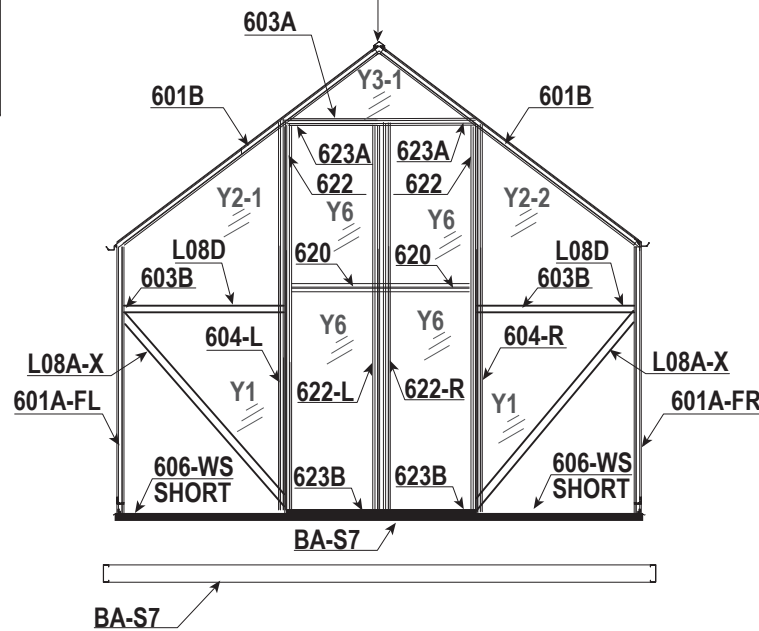 603A
Y3-1
601B
601B
623A
623A
622
622
Y2-1
Y2-2
Y6
Y6
L08D
L08D
620
620
603B
603B
Y6
Y6
604-L
604-R
L08A-X
L08A-X
Y1
622-L
622-R
Y1
601A-FL
601A-FR
606-WS
SHORT
623B
623B
606-WS
SHORT
BA-S7
BA-S7